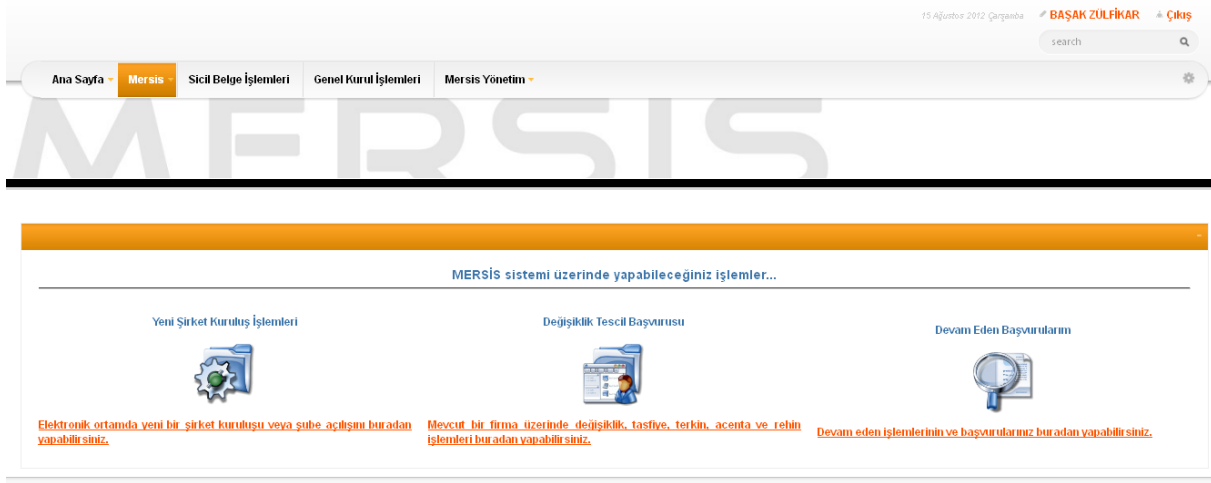 15 Ağustos 2012 Çarşamba BAŞAK ZÜLFİKAR Çıkış
search
Ana Sayfa Mersis Sicil Belge İşlemleri Genel Kurul İşlemleri Mersis Yönetim
MERSIS
MERSİS sistemi üzerinde yapabileceğiniz işlemler...
Yeni Şirket Kuruluş İşlemleri
Elektronik ortamda yeni bir şirket kuruluşu veya şube açılışını buradan
yapabilirsiniz.
Değişiklik Tescil Başvurusu
Mevcut bir firma üzerinde değişiklik, tasfiye, terkin, acenta ve rehin
işlemleri buradan yapabilirsiniz.
Devam Eden Başvurularım
Devam eden işlemlerinin ve başvurularınız buradan yapabilirsiniz.